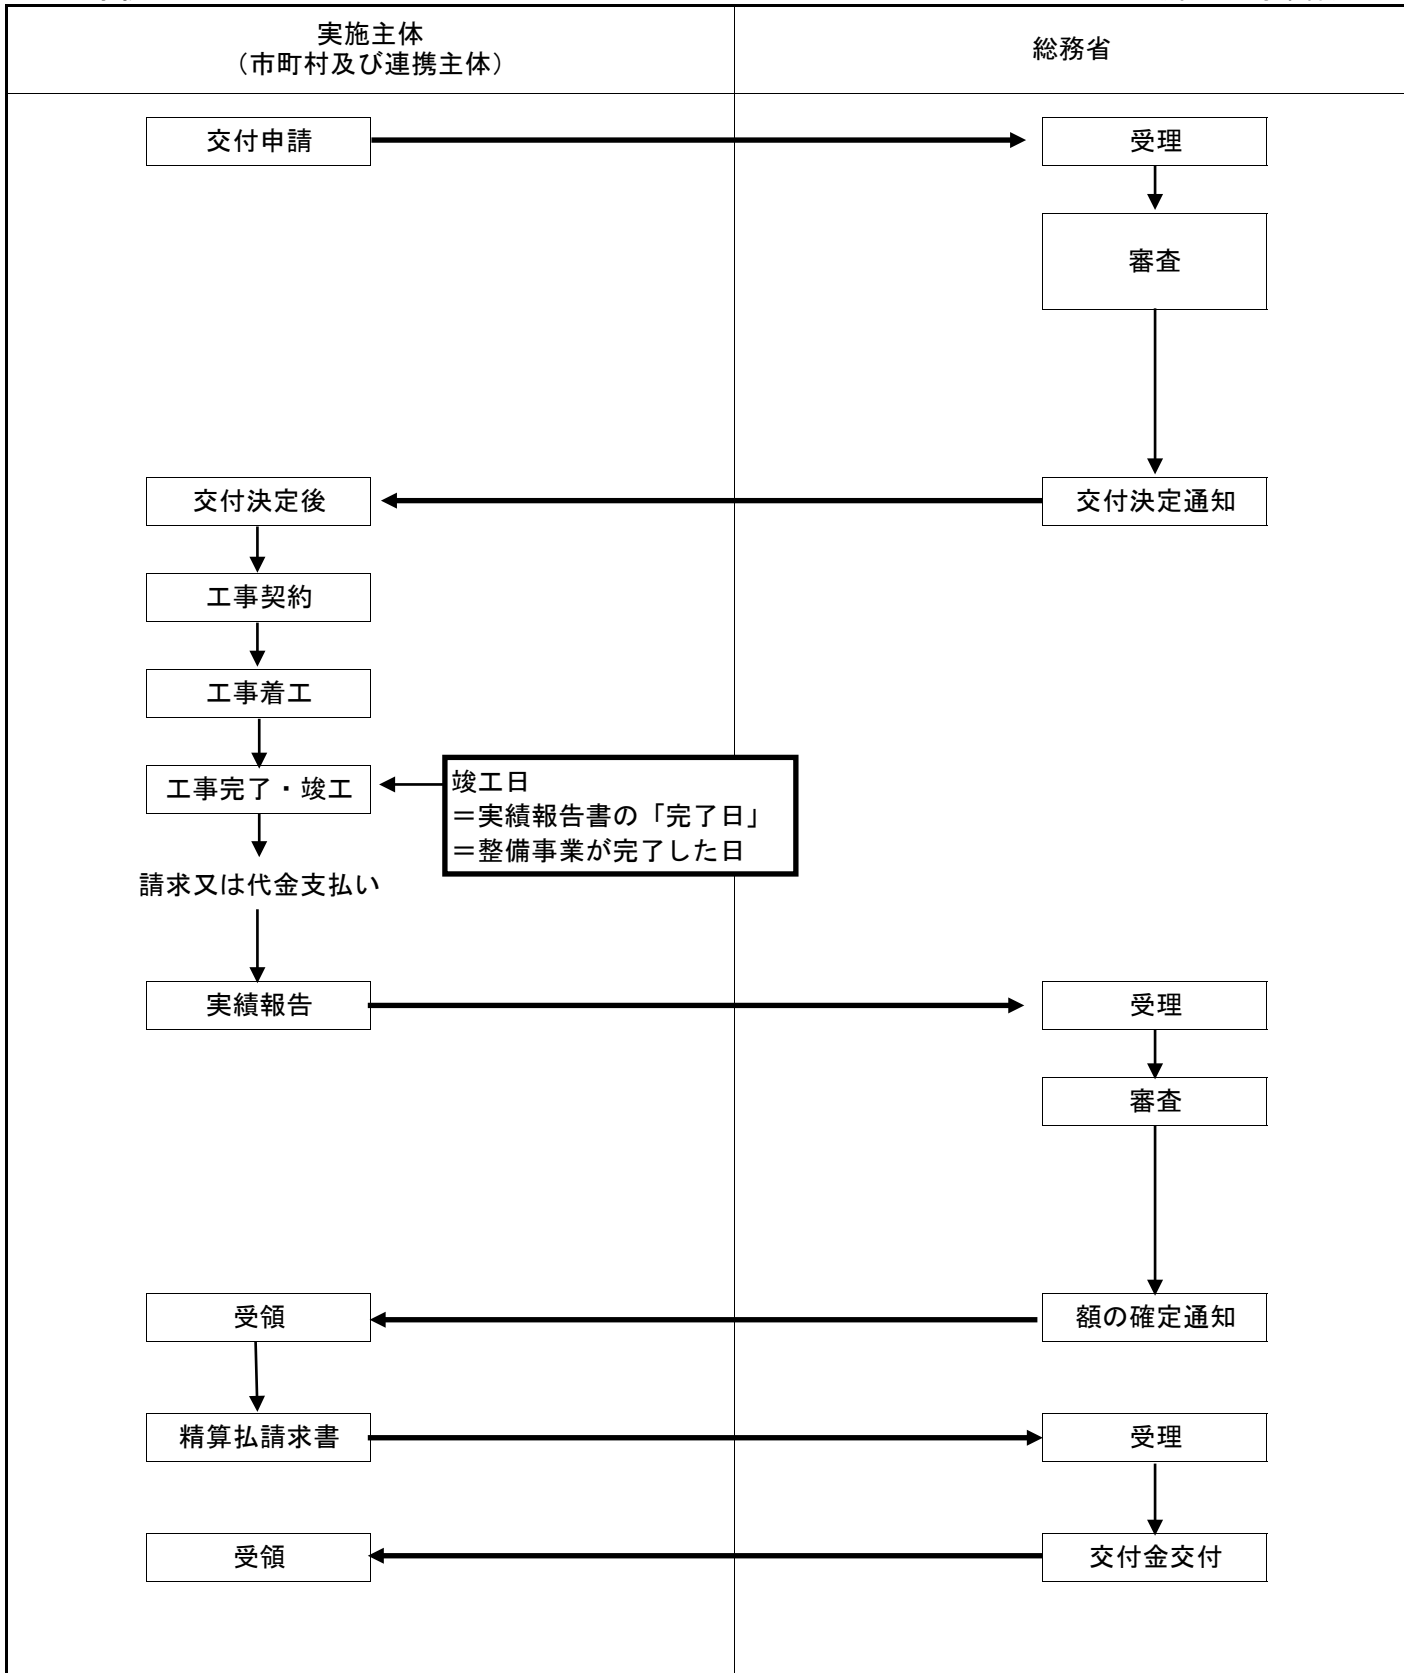 実施主体
（市町村及び連携主体）
総務省
交付申請
受理
審査
交付決定後
交付決定通知
工事契約
工事着工
工事完了・竣工
竣工日
＝実績報告書の「完了日」
＝整備事業が完了した日
請求又は代金支払い
実績報告
受理
審査
受領
額の確定通知
精算払請求書
受理
受領
交付金交付